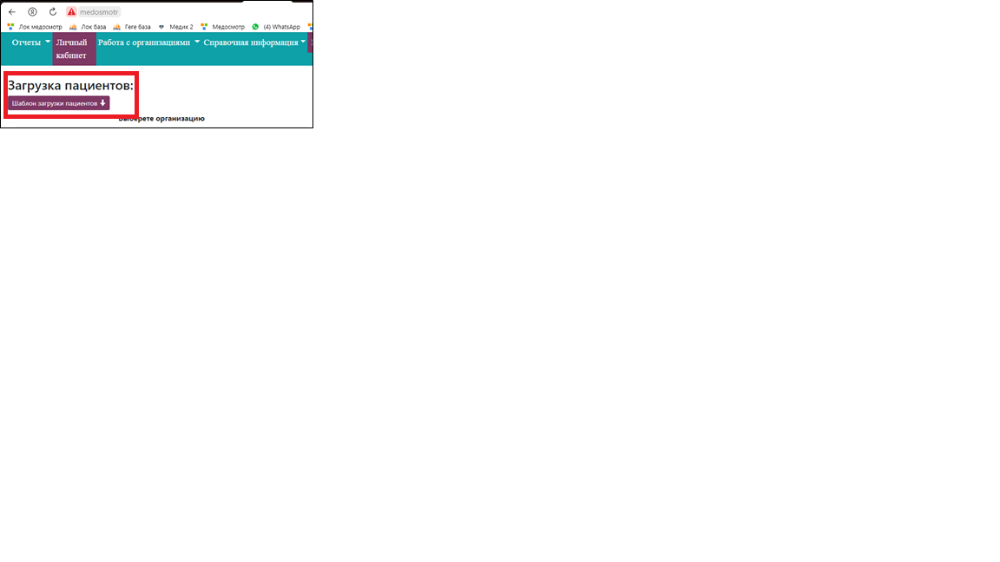 medosmotr
Лок медосмотр Лок база Геге база Медик 2 Медосмотр (4) WhatsApp
Отчеты Личный кабинет Работа с организациями Справочная информация
Загрузка пациентов:
Шаблон загрузки пациентов
Выберете организацию